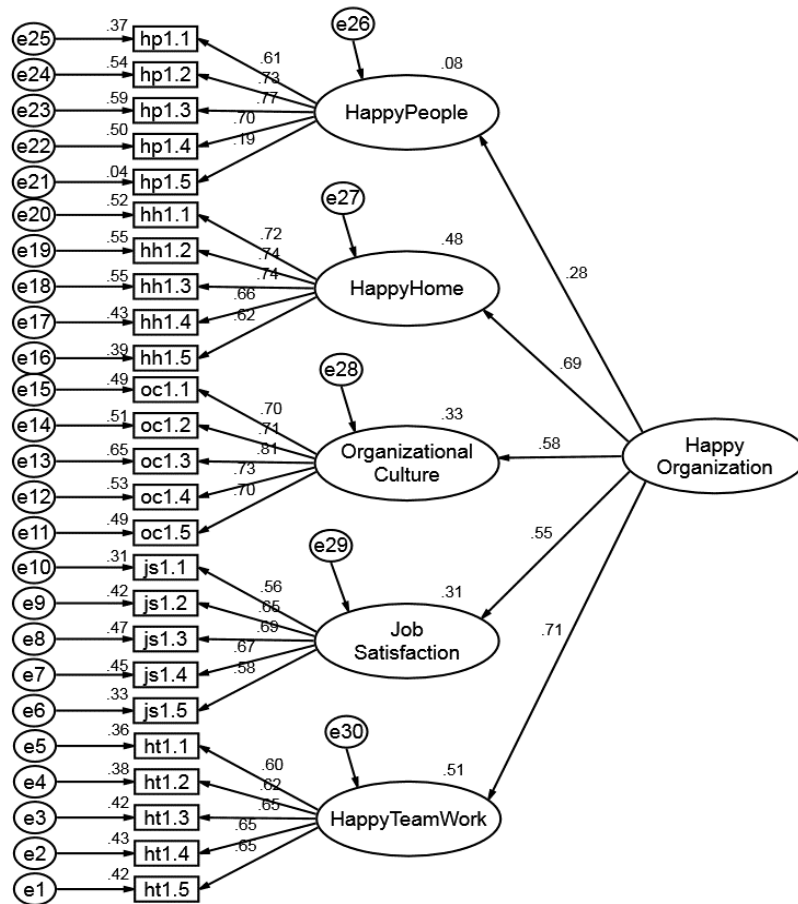 e26
.08
HappyPeople
e25
.37
hp1.1
.61
e24
.54
hp1.2
.73
e23
.59
hp1.3
.77
e22
.50
hp1.4
.70
e21
.04
hp1.5
.19
e27
.48
HappyHome
e20
.52
hh1.1
.72
e19
.55
hh1.2
.74
e18
.55
hh1.3
.74
e17
.43
hh1.4
.66
e16
.39
hh1.5
.62
e28
.33
Organizational
Culture
e15
.49
oc1.1
.70
e14
.51
oc1.2
.71
e13
.65
oc1.3
.81
e12
.53
oc1.4
.73
e11
.49
oc1.5
.70
e29
.31
Job
Satisfaction
e10
.31
js1.1
.56
e9
.42
js1.2
.65
e8
.47
js1.3
.69
e7
.45
js1.4
.67
e6
.33
js1.5
.58
e30
.51
HappyTeamWork
e5
.36
ht1.1
.60
e4
.38
ht1.2
.62
e3
.42
ht1.3
.65
e2
.43
ht1.4
.65
e1
.42
ht1.5
.65
.28
.69
.58
.55
.71
Happy
Organization